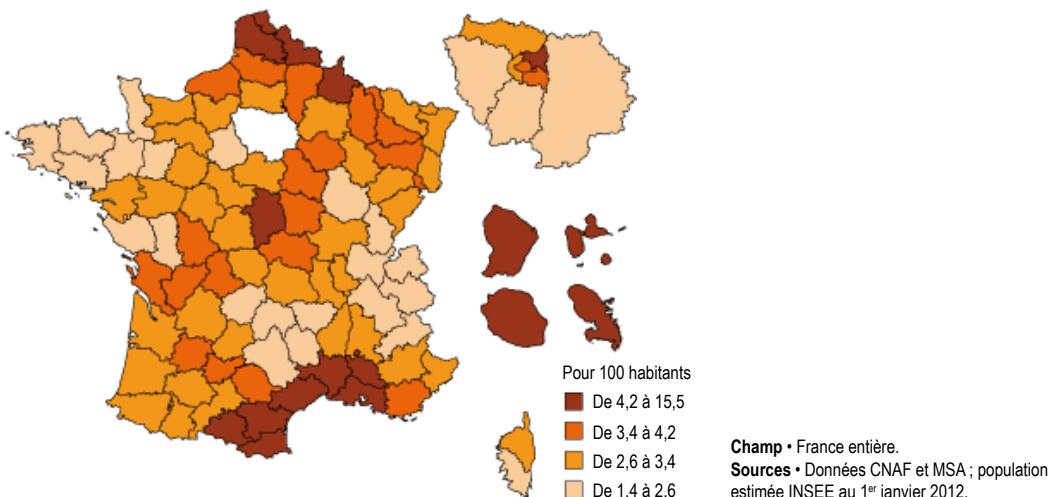 Pour 100 habitants
De 4,2 à 15,5
De 3,4 à 4,2
De 2,6 à 3,4
De 1,4 à 2,6
Champ • France entière.
Sources • Données CNAF et MSA ; population
estimée INSEE au 1er janvier 2012.